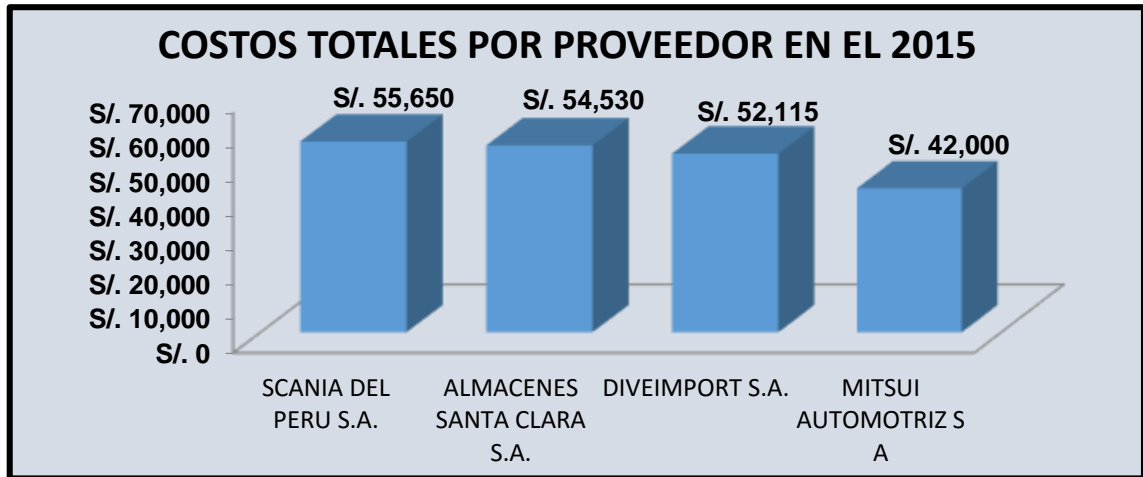 COSTOS TOTALES POR PROVEEDOR EN EL 2015
S/. 55,650
S/. 54,530
S/. 52,115
S/. 42,000
S/. 70,000
S/. 60,000
S/. 50,000
S/. 40,000
S/. 30,000
S/. 20,000
S/. 10,000
S/. 0
SCANIA DEL
PERU S.A.
ALMACENES
SANTA CLARA
S.A.
DIVEIMPORT S.A.
MITSUI
AUTOMOTRIZ S
A